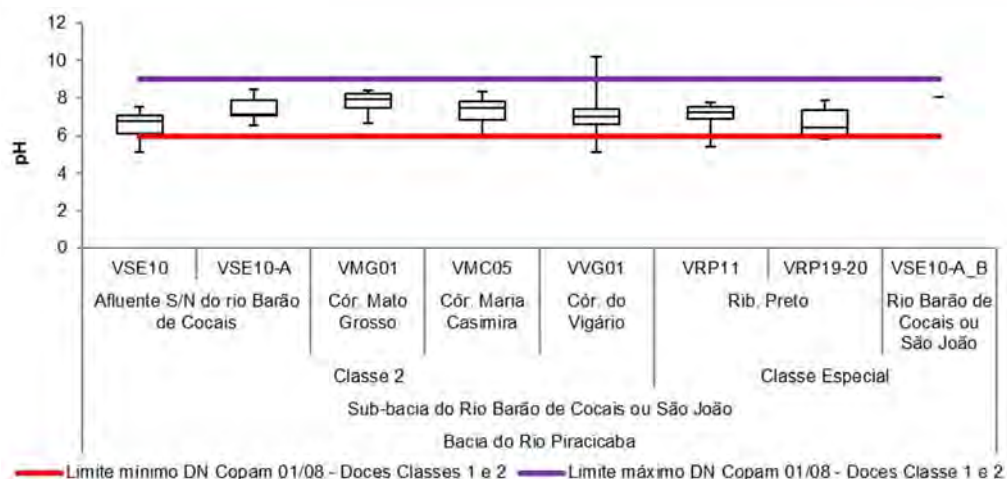 12
10
8
6
4
2
0
pH
VSE10 VSE10-A VMG01 VMC05 VVG01 VRP11 VRP19-20 VSE10-A_B
Afluente S/N do rio Barão de Cocais
Cór. Mato Grosso
Cór. Maria Casimira
Cór. do Vigário
Rib. Preto
Rio Barão de Cocais ou São João
Classe 2 Classe Especial
Sub-bacia do Rio Barão de Cocais ou São João
Bacia do Rio Piracicaba
Limite mínimo DN Copam 01/08 - Doces Classes 1 e 2 Limite máximo DN Copam 01/08 - Doces Classe 1 e 2